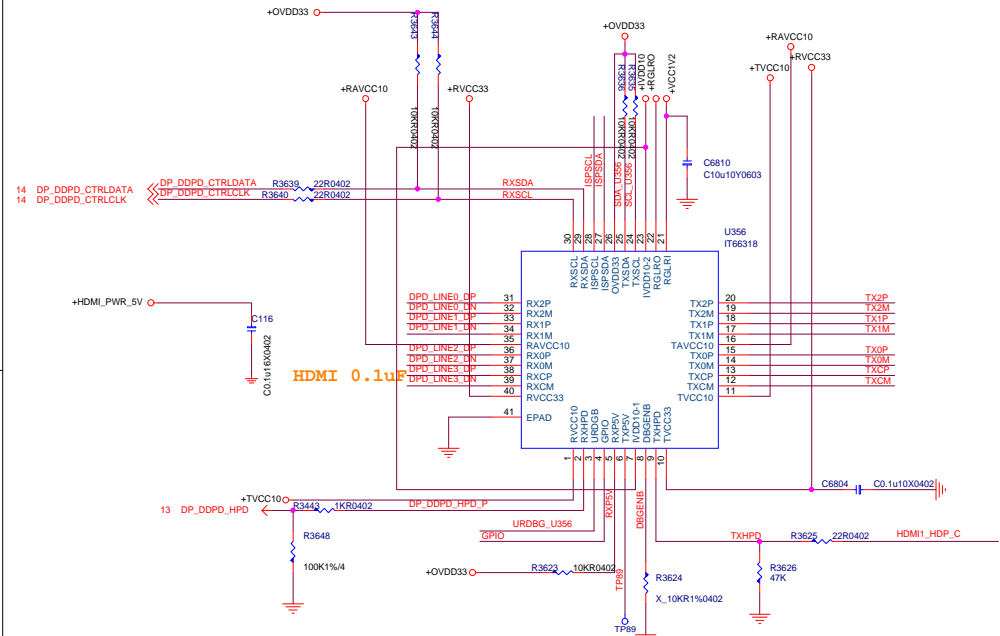 +OVDD33
R3643
R3644
10KR0402
10KR0402
+RAVCC10
+RVCC33
+OVDD33
R3636
R3635
10KR0402
10KR0402
+IVDD10
+RGLRO
+VCC1V2
+RAVCC10
+RVCC33
+TVCC10
C6810
C10u10Y0603
14 DP_DDPD_CTRLDATA
14 DP_DDPD_CTRLCLK
DP_DDPD_CTRLDATA
DP_DDPD_CTRLCLK
R3639 22R0402
R3640 22R0402
RXSDA
RXSCL
ISPSCL
ISPSDA
SDA_U356
SCL_U356
U356
IT66318
30 29 28 27 26 25 24 23 22 21
RXSCL
RXSDA
ISPSCL
ISPSDA
OVDD33
TXSDA
TXSCL
IVDD10-2
RGLRO
RGLRI
+HDMI_PWR_5V
C116
C0.1u16X0402
HDMI 0.1uF
DPD_LINE0_DP 31 RX2P
DPD_LINE0_DN 32 RX2M
DPD_LINE1_DP 33 RX1P
DPD_LINE1_DN 34 RX1M
35 RAVCC10
DPD_LINE2_DP 36 RX0P
DPD_LINE2_DN 37 RX0M
DPD_LINE3_DP 38 RXCP
DPD_LINE3_DN 39 RXCM
40 RVCC33
41 EPAD
TX2P 20 TX2P
TX2M 19 TX2M
TX1P 18 TX1P
TX1M 17 TX1M
TAVCC10 16
TX0P 15 TX0P
TX0M 14 TX0M
TXCP 13 TXCP
TXCM 12 TXCM
TVCC10 11
RVCC10
RXHPD
URDGB
GPIO
RXP5V
TXP5V
IVDD10-1
DBGENB
TXHPD
TVCC33
1 2 3 4 5 6 7 8 9 10
+TVCC10
13 DP_DDPD_HPD
R3443 1KR0402
DP_DDPD_HPD_P
R3648
100K1%/4
URDBG_U356
GPIO
RXP5V
DBGENB
+OVDD33
R3623 10KR0402
TP89
TP89
R3624
X_10KR1%0402
C6804 C0.1u10X0402
TXHPD
R3625 22R0402
HDMI1_HDP_C
R3626
47K